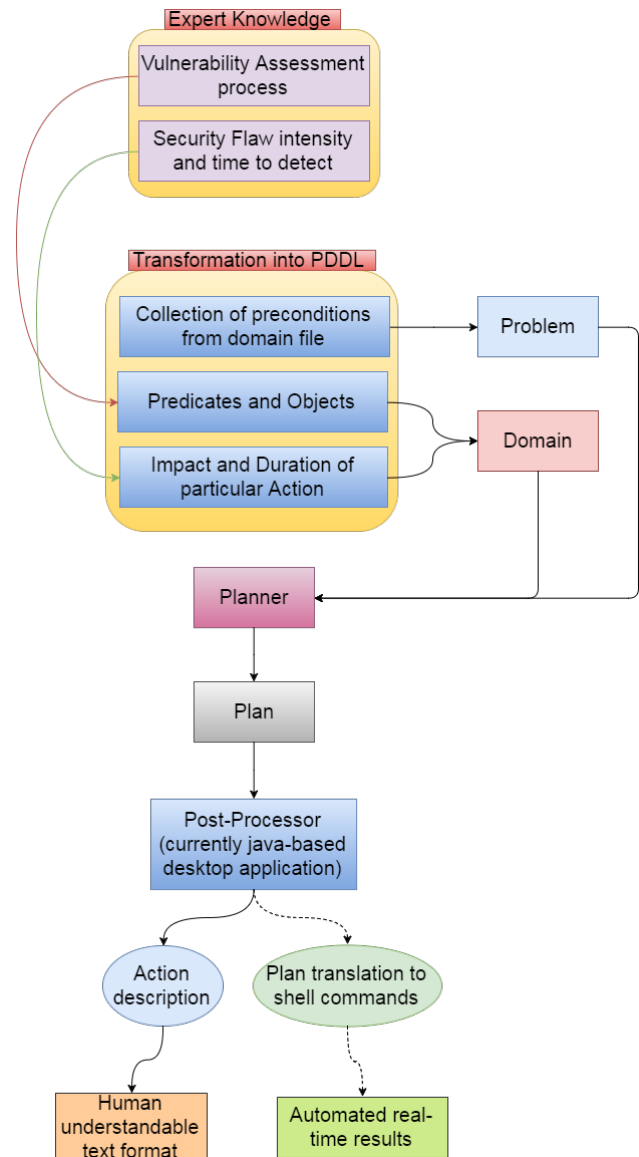 Expert Knowledge
Vulnerability Assessment
process
Security Flaw intensity
and time to detect
Transformation into PDDL
Collection of preconditions
from domain file
Problem
Predicates and Objects
Domain
Impact and Duration of
particular Action
Planner
Plan
Post-Processor
(currently java-based
desktop application)
Action
description
Plan translation to
shell commands
Human
understandable
text format
Automated real-
time results